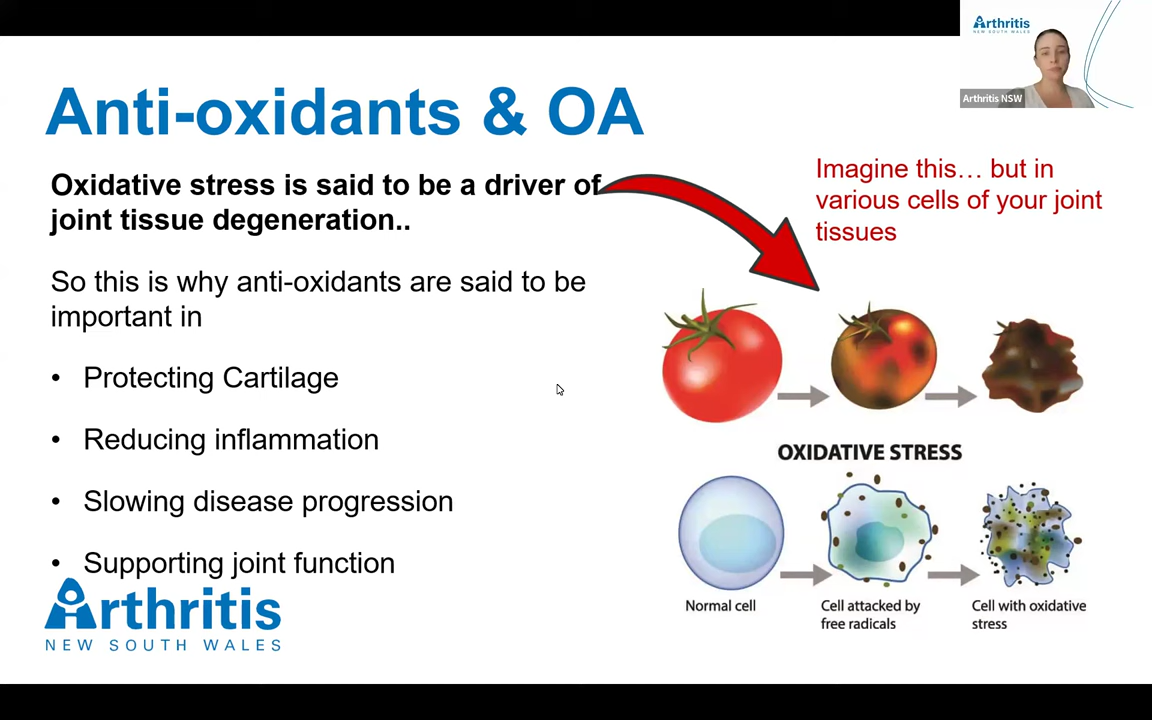 Arthritis
NEW SOUTH WALES
Arthritis NSW
Anti-oxidants & OA
Oxidative stress is said to be a driver of
joint tissue degeneration..
So this is why anti-oxidants are said to be
important in
• Protecting Cartilage
• Reducing inflammation
• Slowing disease progression
• Supporting joint function
Imagine this... but in
various cells of your joint
tissues
OXIDATIVE STRESS
Normal cell
Cell attacked by
free radicals
Cell with oxidative
stress
Arthritis
NEW SOUTH WALES